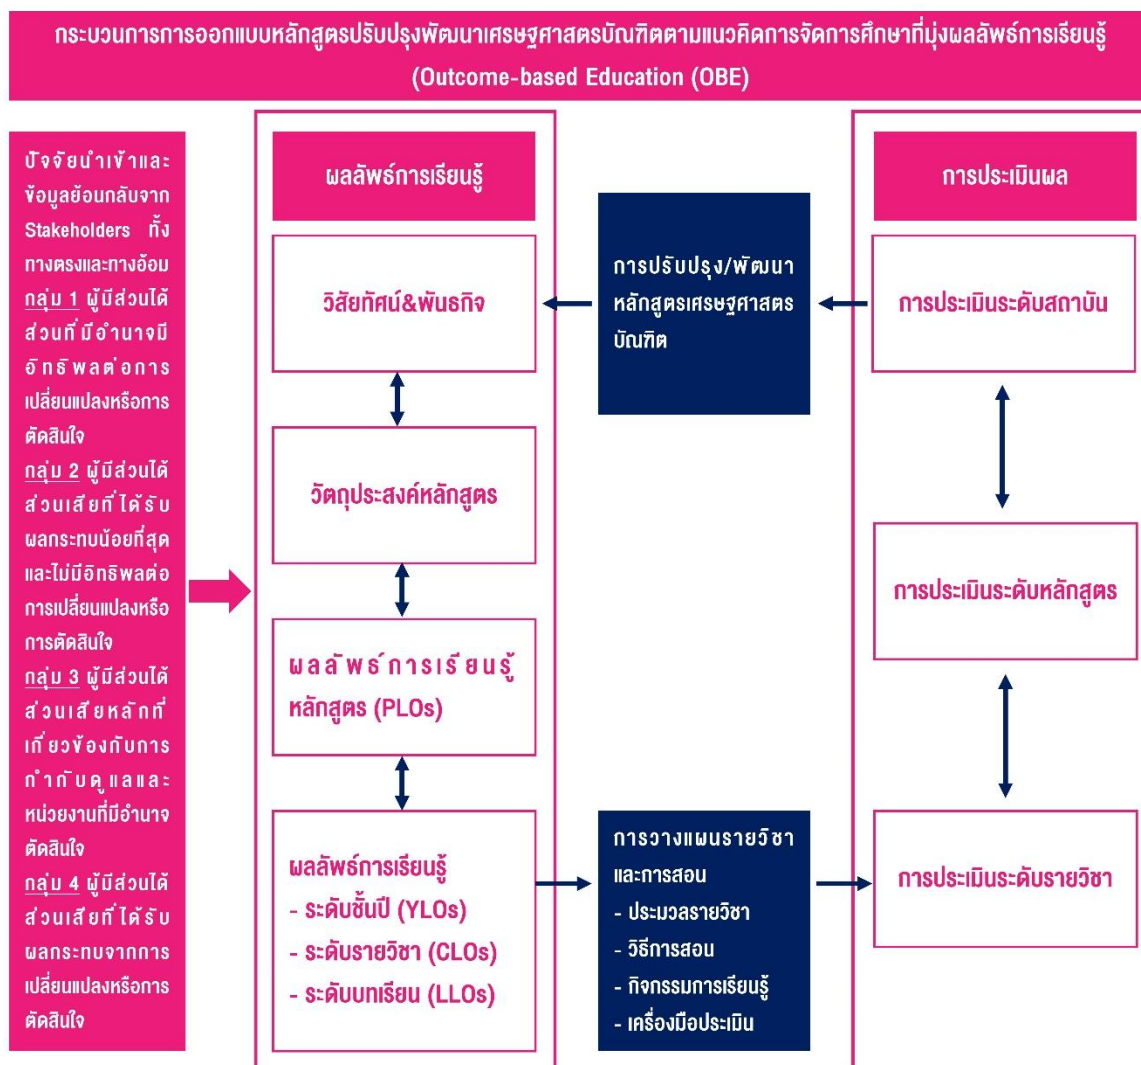 กระบวนการการออกแบบหลักสูตรปรับปรุงพัฒนาเศรษฐศาสตรบัณฑิตตามแนวคิดการจัดการศึกษาที่มุ่งผลลัพธ์การเรียนรู้
(Outcome-based Education (OBE)
ปัจจัยนำเข้าและ
ข้อมูลย้อนกลับจาก
Stakeholders ทั้ง
ทางตรงและทางอ้อม
กลุ่ม 1 ผู้มีส่วนได้
ส่วนที่มีอำนาจมี
อิทธิพลต่อการ
เปลี่ยนแปลงหรือการ
ตัดสินใจ
กลุ่ม 2 ผู้มีส่วนได้
ส่วนเสียที่ได้รับ
ผลกระทบน้อยที่สุด
และไม่มีอิทธิพลต่อ
การเปลี่ยนแปลงหรือ
การตัดสินใจ
กลุ่ม 3 ผู้มีส่วนได้
ส่วนเสียหลักที่
เกี่ยวข้องกับการ
กำกับดูแลและ
หน่วยงานที่มีอำนาจ
ตัดสินใจ
กลุ่ม 4 ผู้มีส่วนได้
ส่วนเสียที่ได้รับ
ผลกระทบจากการ
เปลี่ยนแปลงหรือการ
ตัดสินใจ
ผลลัพธ์การเรียนรู้
วิสัยทัศน์&พันธกิจ
วัตถุประสงค์หลักสูตร
ผลลัพธ์การเรียนรู้
หลักสูตร (PLOs)
ผลลัพธ์การเรียนรู้
- ระดับชั้นปี (YLOs)
- ระดับรายวิชา (CLOs)
- ระดับบทเรียน (LLOs)
การปรับปรุง/พัฒนา
หลักสูตรเศรษฐศาสตร
บัณฑิต
การวางแผนรายวิชา
และการสอน
- ประมวลรายวิชา
- วิธีการสอน
- กิจกรรมการเรียนรู้
- เครื่องมือประเมิน
การประเมินผล
การประเมินระดับสถาบัน
การประเมินระดับหลักสูตร
การประเมินระดับรายวิชา